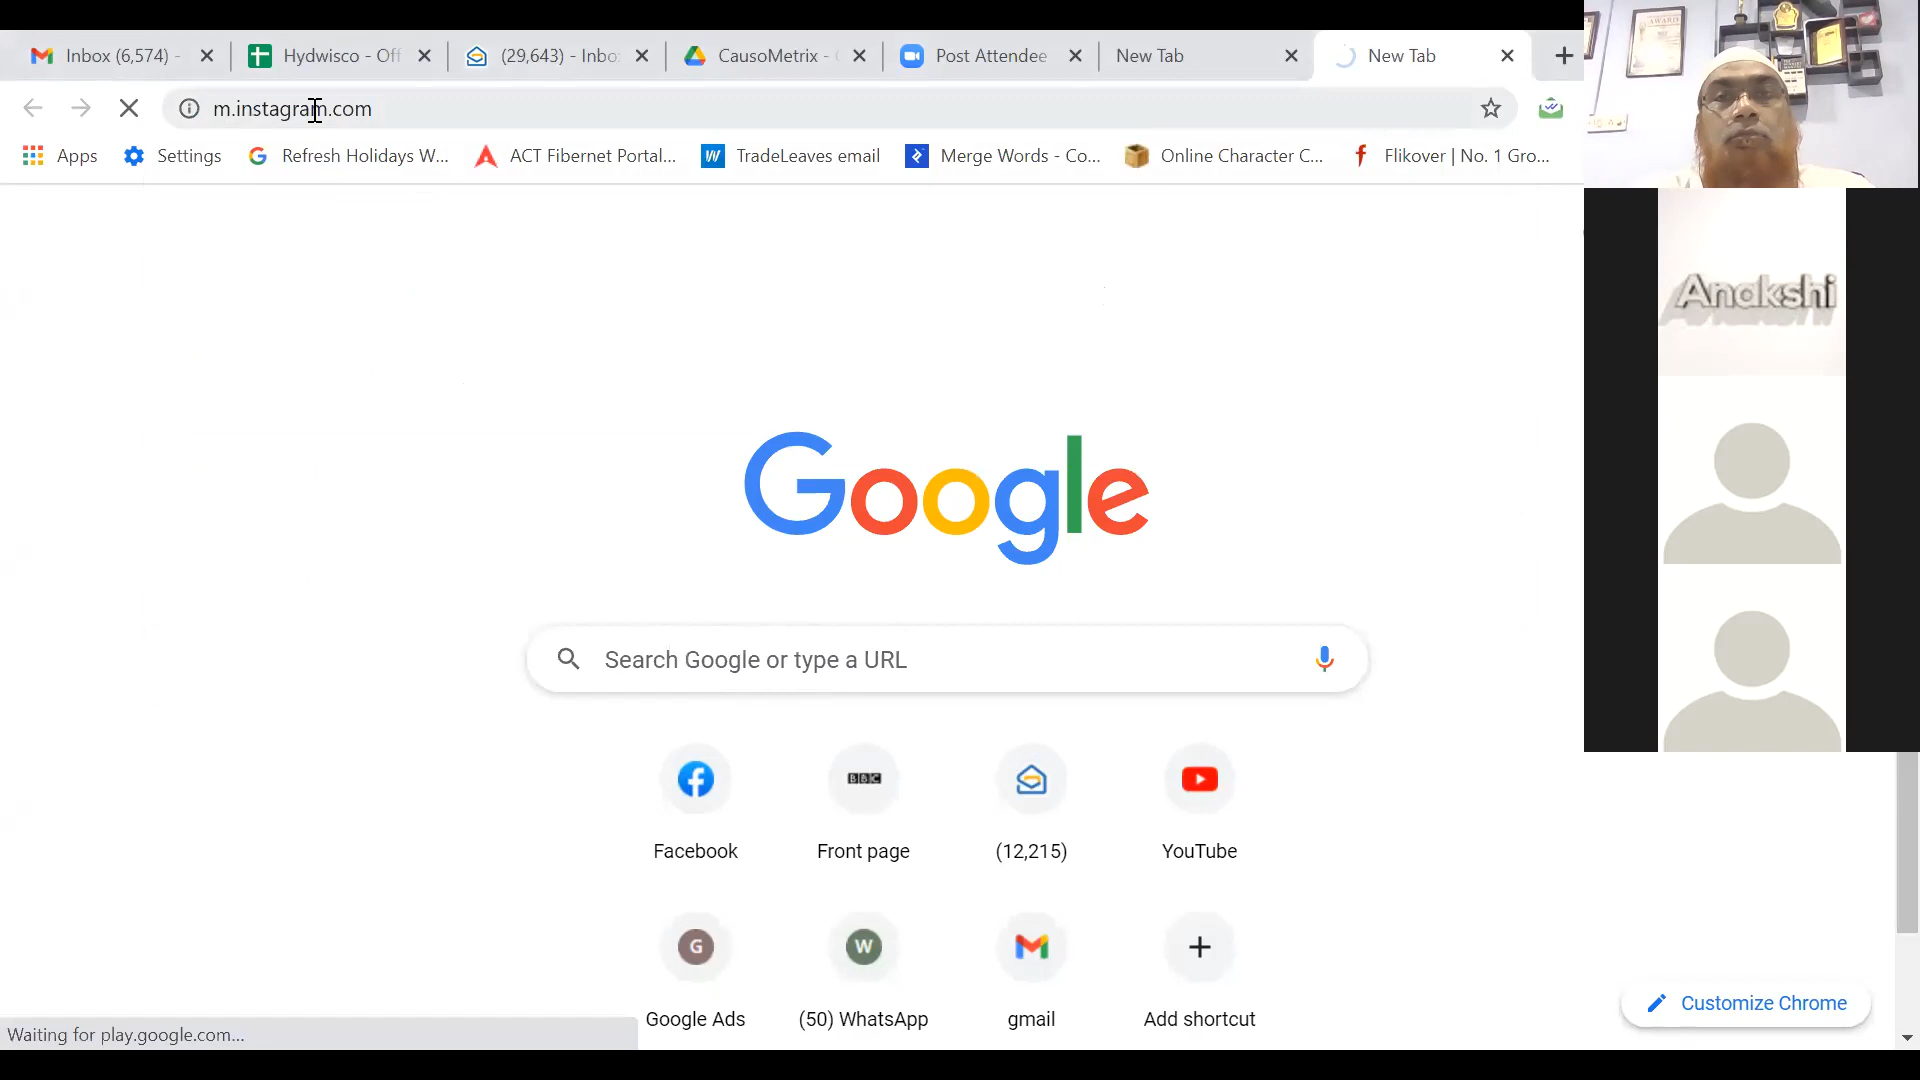 Inbox (6,574) -
Hydwisco - Off
(29,643) - Inbo
CausoMetrix -
Post Attendee
New Tab
New Tab
m.instagram.com
Apps
Settings
Refresh Holidays W...
ACT Fibernet Portal...
TradeLeaves email
Merge Words - Co...
Online Character C...
Flikover | No. 1 Gro...
AWARD
Anakshi
Google
Search Google or type a URL
BBC
Facebook
Front page
(12,215)
YouTube
G
W
Google Ads
(50) WhatsApp
gmail
Add shortcut
Customize Chrome
Waiting for play.google.com...